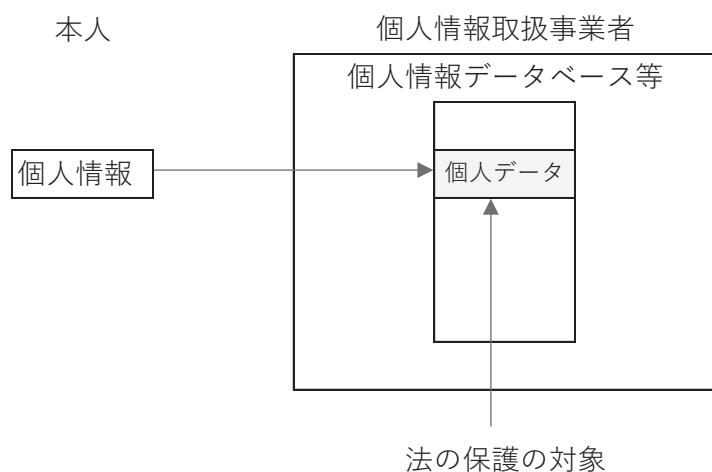 本人
個人情報取扱事業者
個人情報データベース等
個人情報
個人データ
法の保護の対象